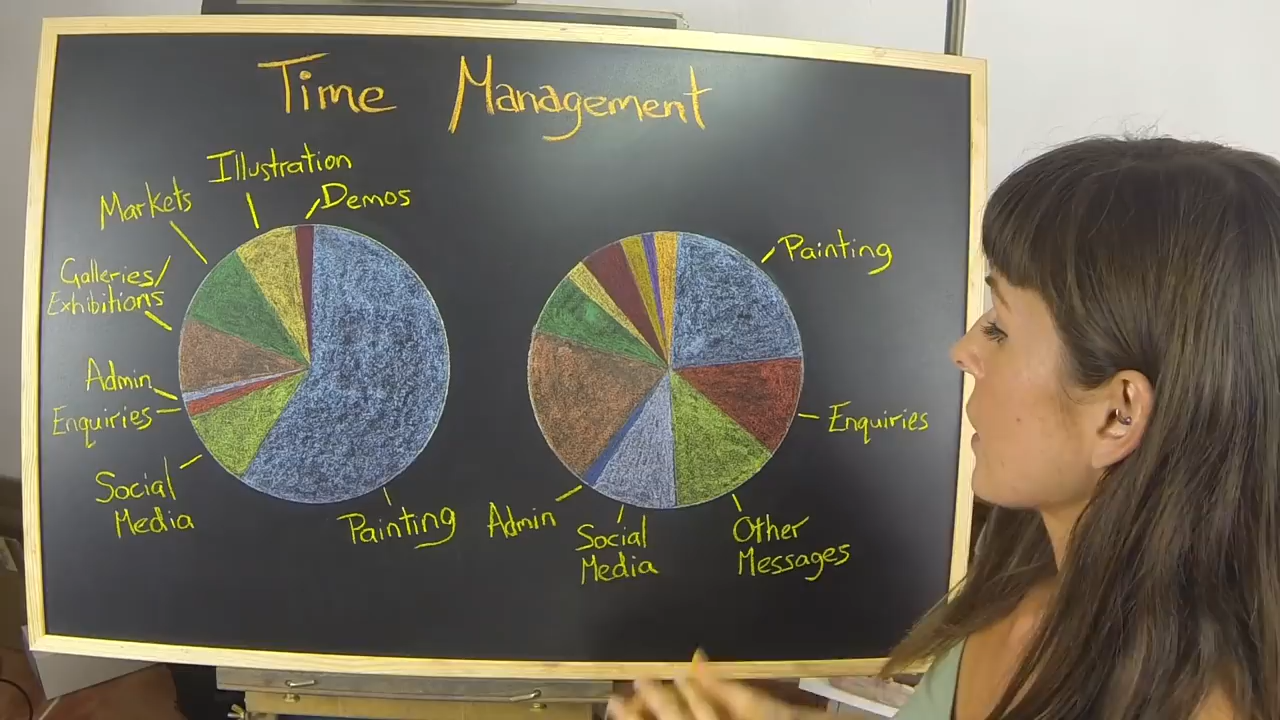 Time Management
Illustration
Demos
Markets
Galleries/
Exhibitions
Admin
Enquiries
Social
Media
Painting
Painting
Enquiries
Other
Messages
Social
Media
Admin